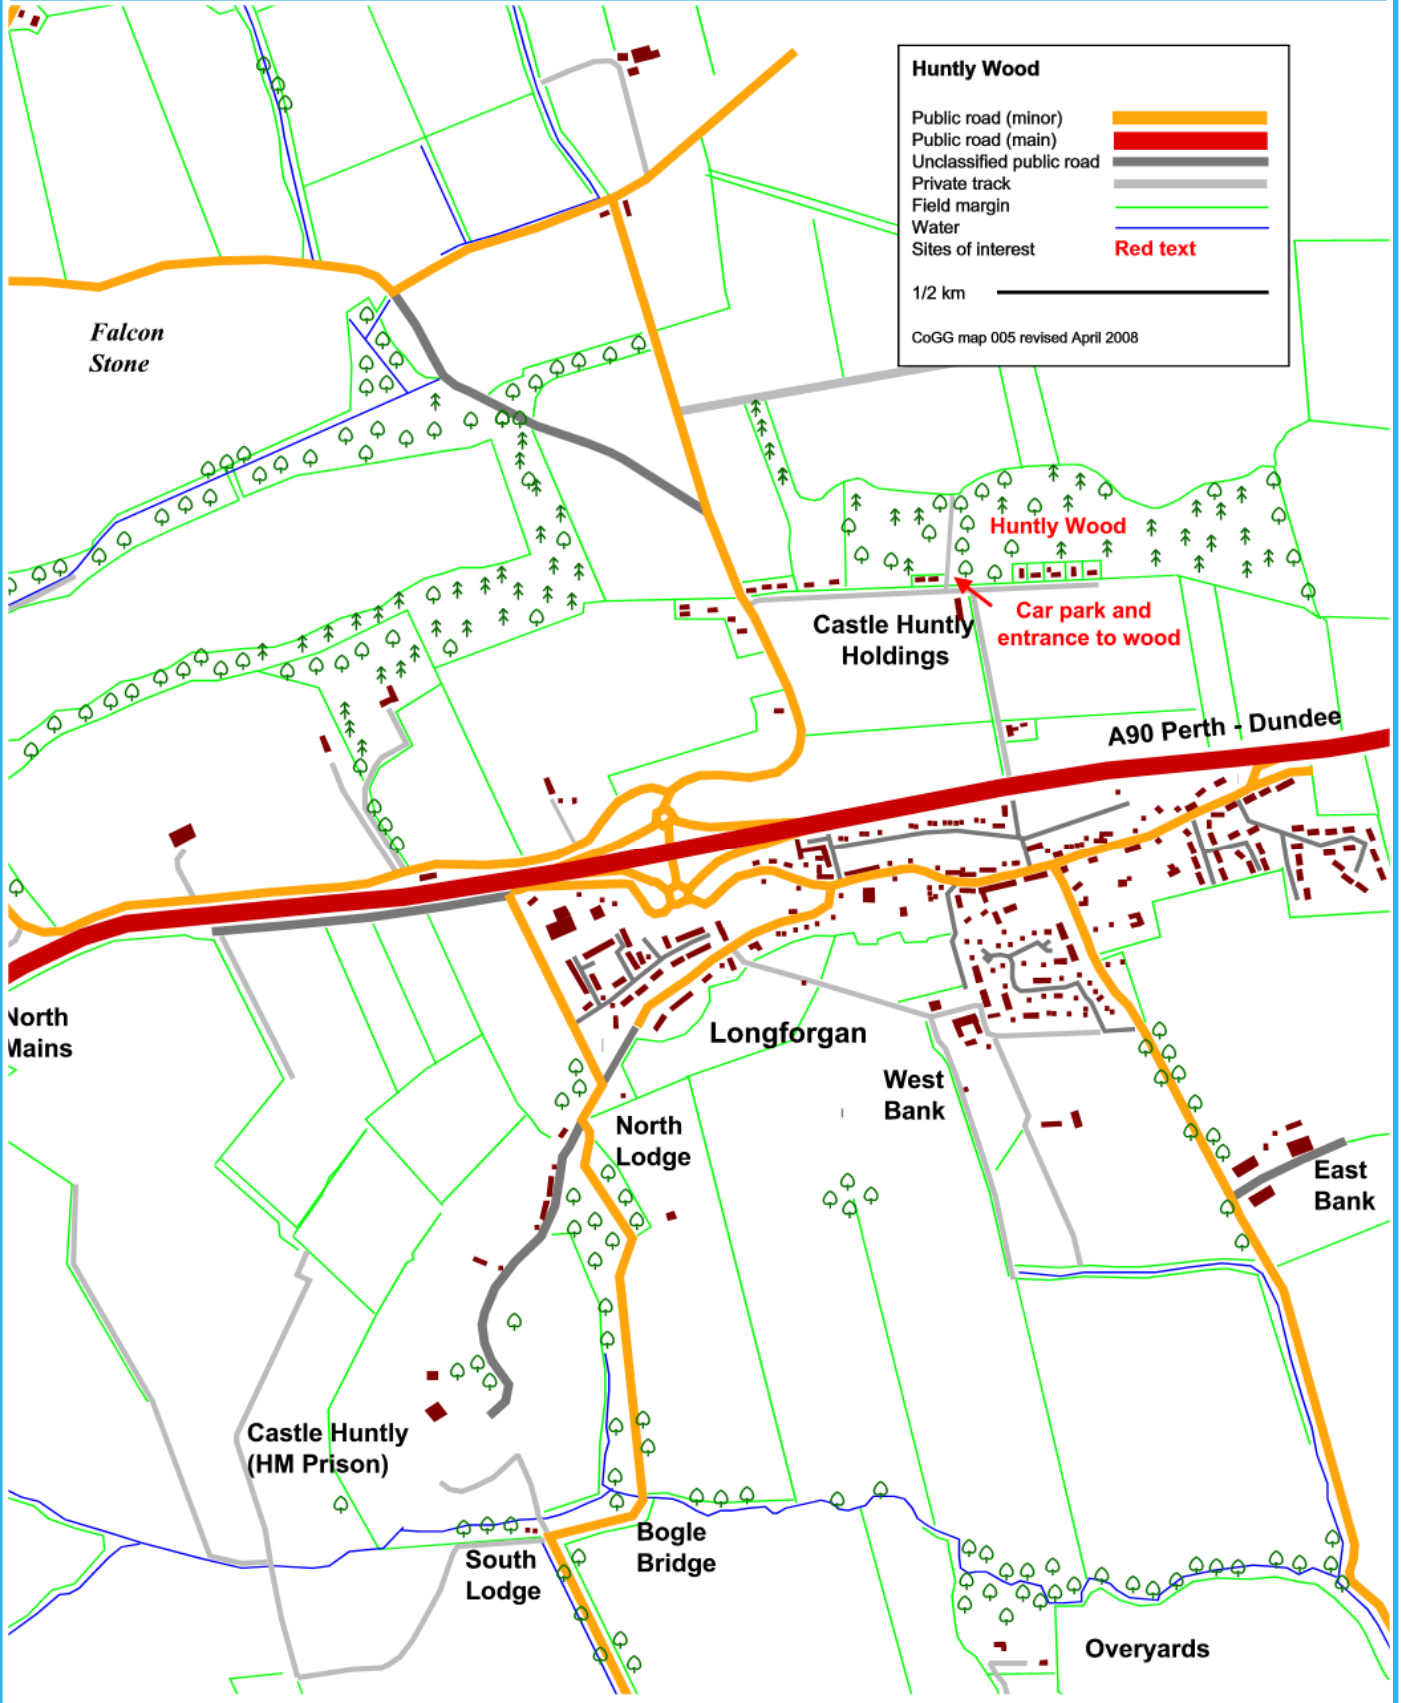 Huntly Wood
Public road (minor)
Public road (main)
Unclassified public road
Private track
Field margin
Water
Sites of interest Red text
1/2 km
CoGG map 005 revised April 2008
Falcon
Stone
Huntly Wood
Car park and
entrance to wood
Castle Huntly
Holdings
A90 Perth - Dundee
North
Mains
Longforgan
West
Bank
North
Lodge
East
Bank
Castle Huntly
(HM Prison)
Bogle
Bridge
South
Lodge
Overyards